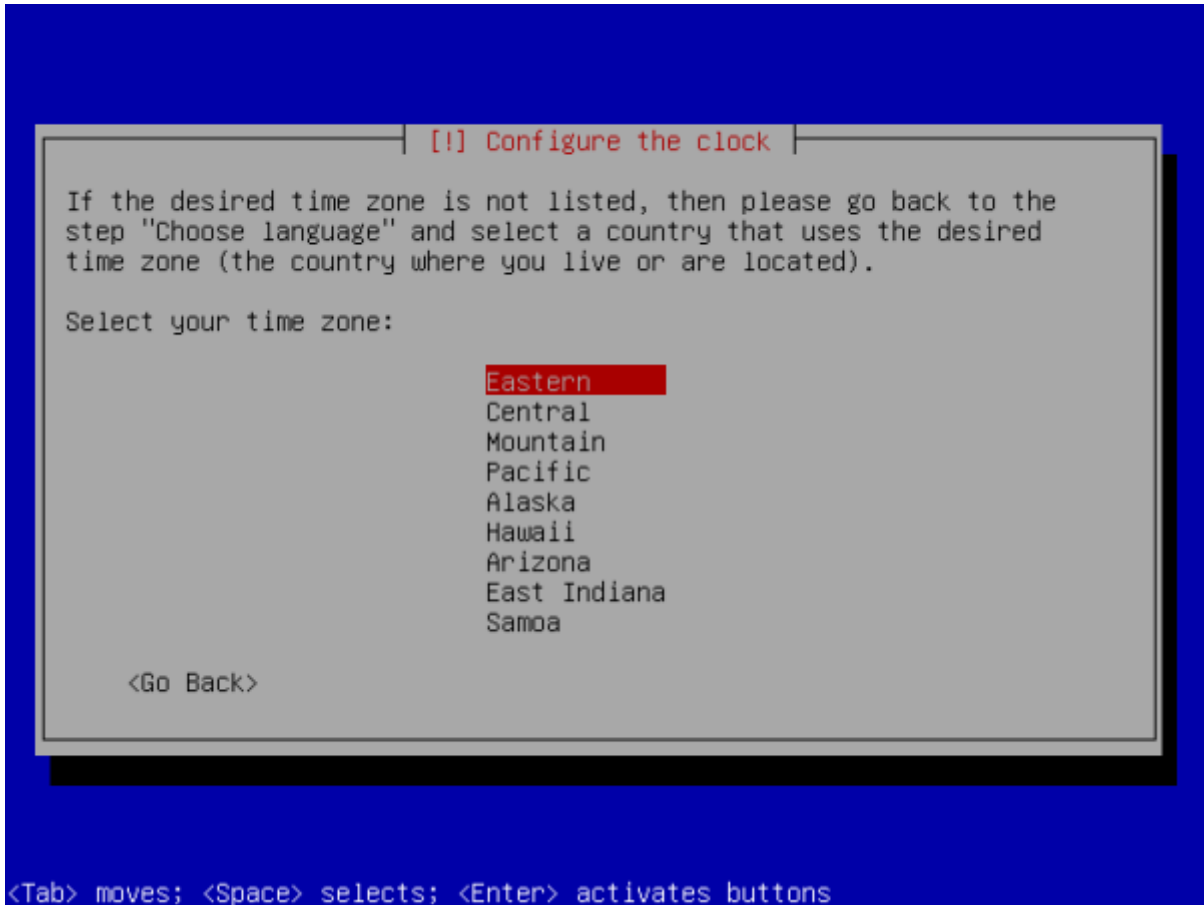 [!] Configure the clock
If the desired time zone is not listed, then please go back to the
step "Choose language" and select a country that uses the desired
time zone (the country where you live or are located).
Select your time zone:
Eastern
Central
Mountain
Pacific
Alaska
Hawaii
Arizona
East Indiana
Samoa
<Go Back>
<Tab> moves; <Space> selects; <Enter> activates buttons